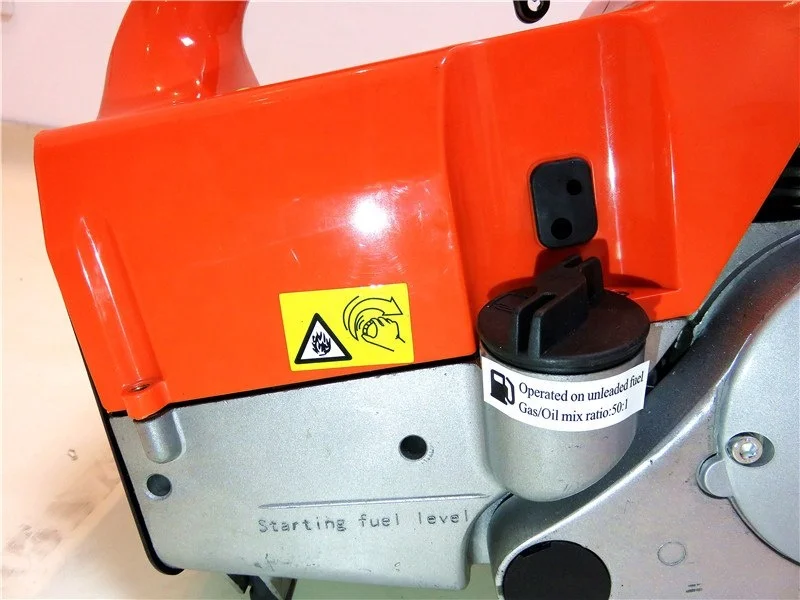 Operated on unleaded fuel
Gas/Oil mix ratio:50:1
Starting fuel level